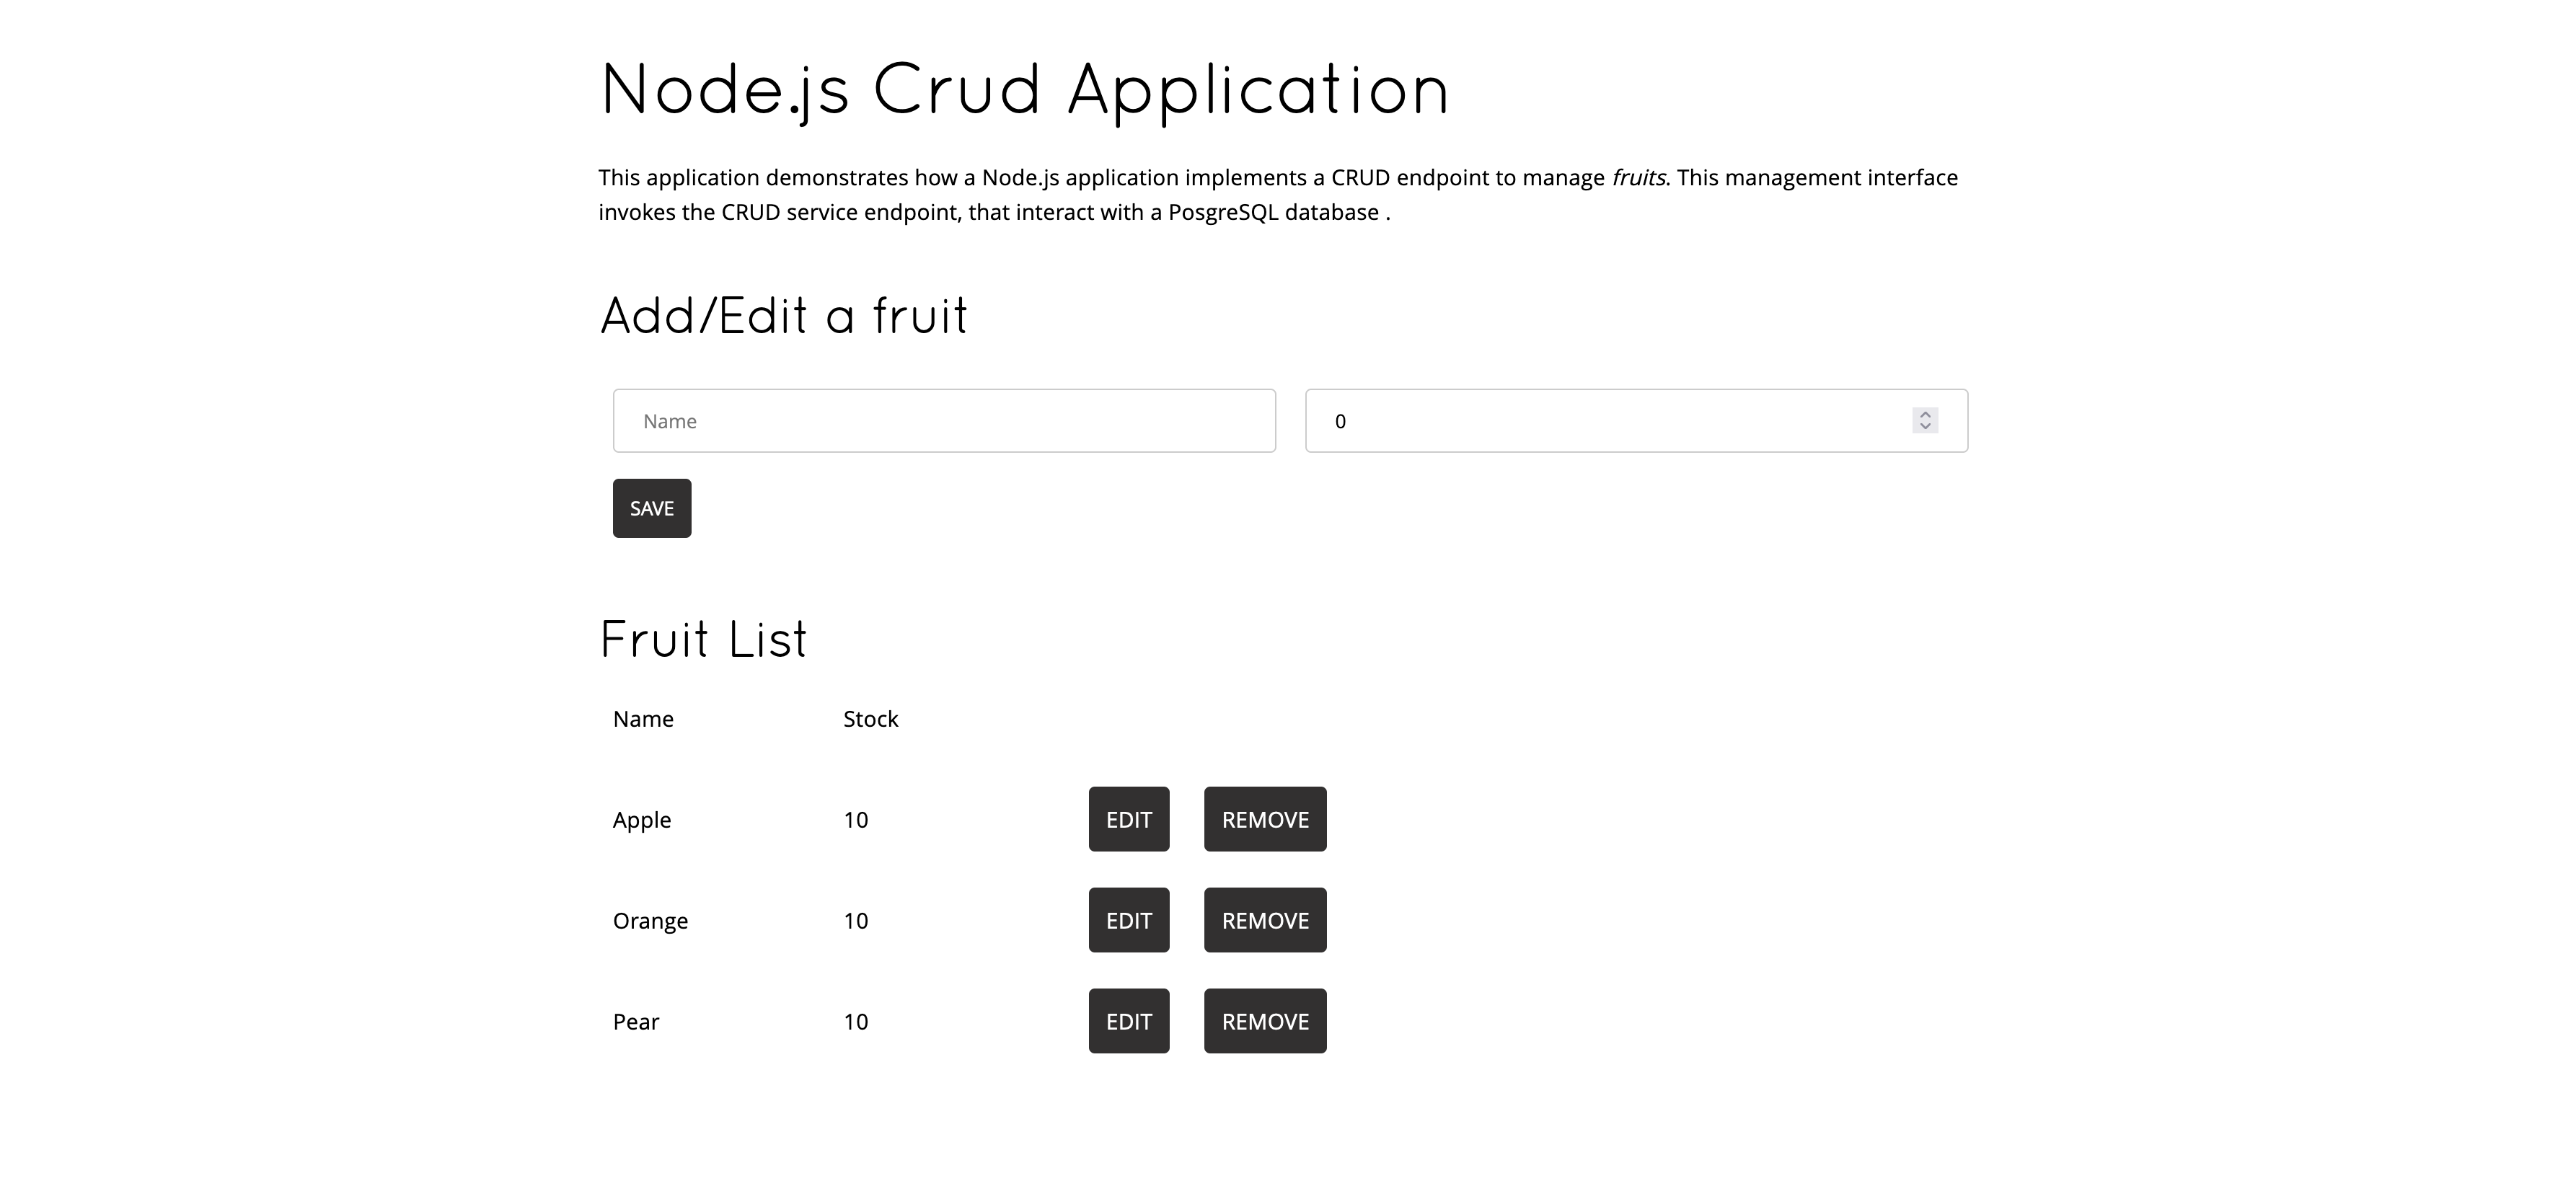 Node.js Crud Application
This application demonstrates how a Node.js application implements a CRUD endpoint to manage fruits. This management interface
invokes the CRUD service endpoint, that interact with a PosgreSQL database .
Add/Edit a fruit
Name
0
SAVE
Fruit List
Name Stock
Apple 10 EDIT REMOVE
Orange 10 EDIT REMOVE
Pear 10 EDIT REMOVE